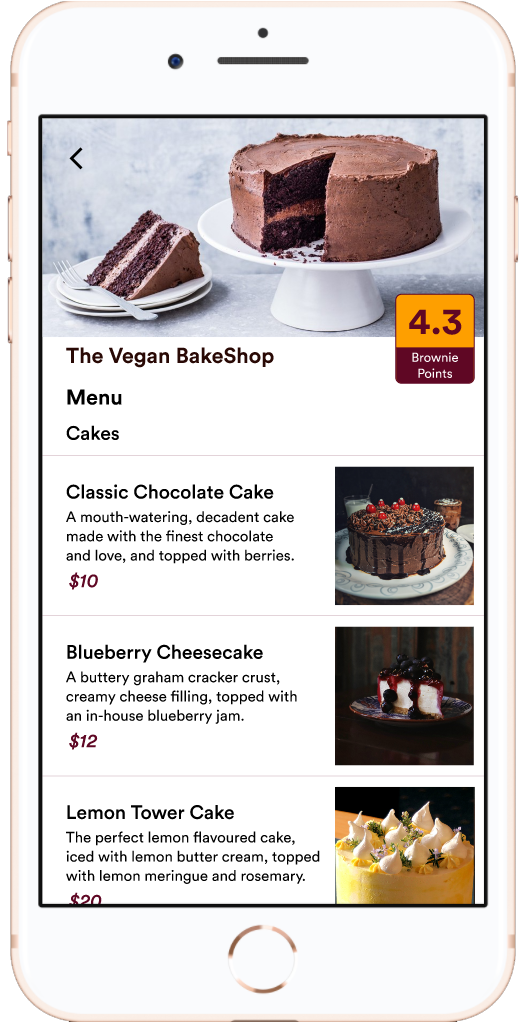 The Vegan BakeShop
4.3
Brownie
Points
Menu
Cakes
Classic Chocolate Cake
A mouth-watering, decadent cake
made with the finest chocolate
and love, and topped with berries.
$10
Blueberry Cheesecake
A buttery graham cracker crust,
creamy cheese filling, topped with
an in-house blueberry jam.
$12
Lemon Tower Cake
The perfect lemon flavoured cake,
iced with lemon butter cream, topped
with lemon meringue and rosemary.
$20